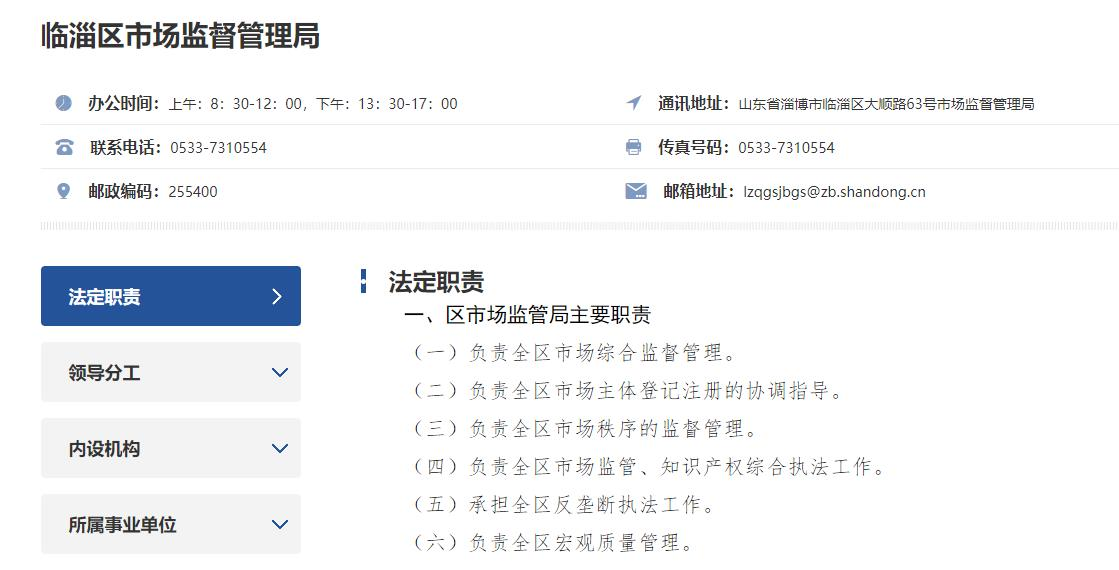 临淄区市场监督管理局
办公时间：上午：8：30-12：00，下午：13：30-17：00
通讯地址：山东省淄博市临淄区大顺路63号市场监督管理局
联系电话：0533-7310554
传真号码：0533-7310554
邮政编码：255400
邮箱地址：lzqgsjbgs@zb.shandong.cn
法定职责
领导分工
内设机构
所属事业单位
法定职责
一、区市场监管局主要职责
（一）负责全区市场综合监督管理。
（二）负责全区市场主体登记注册的协调指导。
（三）负责全区市场秩序的监督管理。
（四）负责全区市场监管、知识产权综合执法工作。
（五）承担全区反垄断执法工作。
（六）负责全区宏观质量管理。